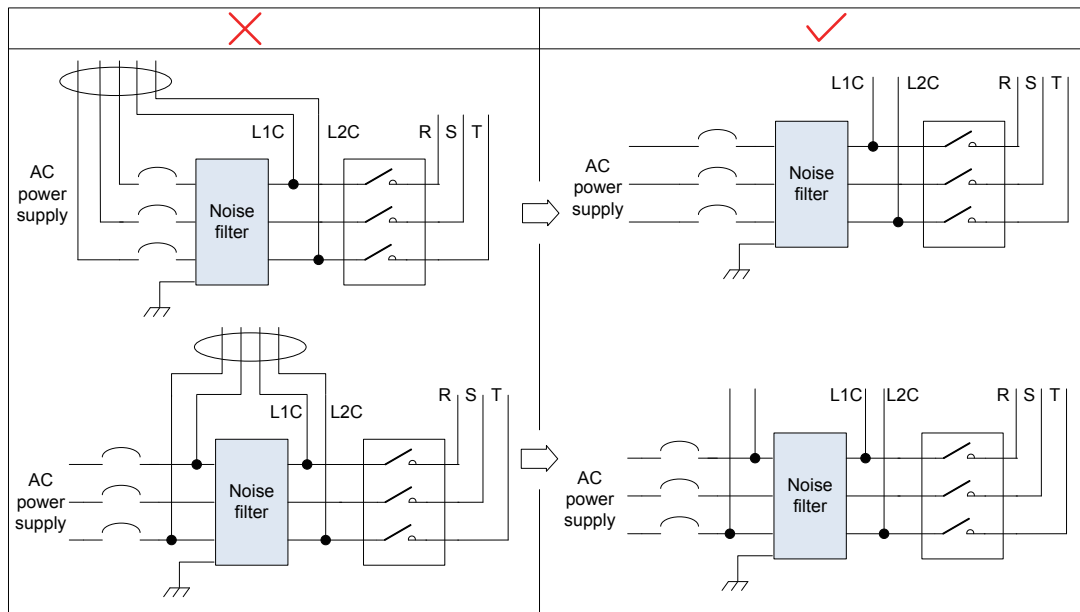 L1C
L2C
R S T
AC
power
supply
Noise
filter
L1C
L2C
R S T
AC
power
supply
Noise
filter
L1C
L2C
R S T
AC
power
supply
Noise
filter
L1C
L2C
R S T
AC
power
supply
Noise
filter